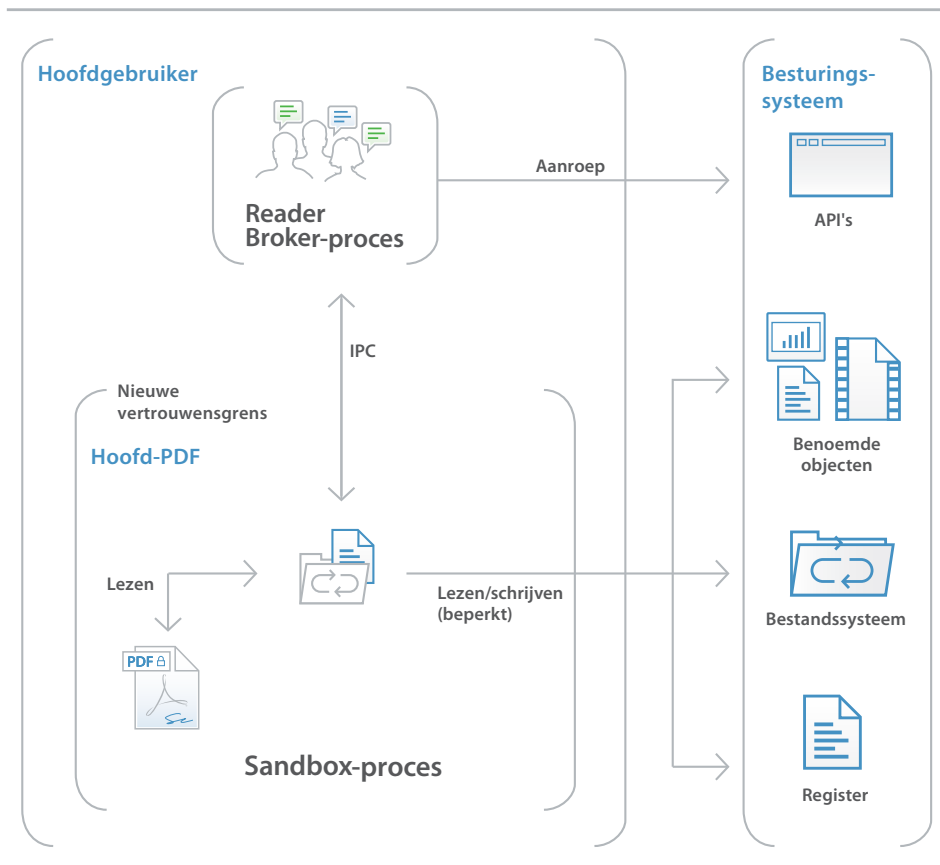 Hoofdgebruiker
Reader
Broker-proces
Aanroep
IPC
Nieuwe
vertrouwensgrens
Hoofd-PDF
Lezen
PDF
Lezen/schrijven
(beperkt)
Sandbox-proces
Besturings-
systeem
API's
Benoemde
objecten
Bestandssysteem
Register